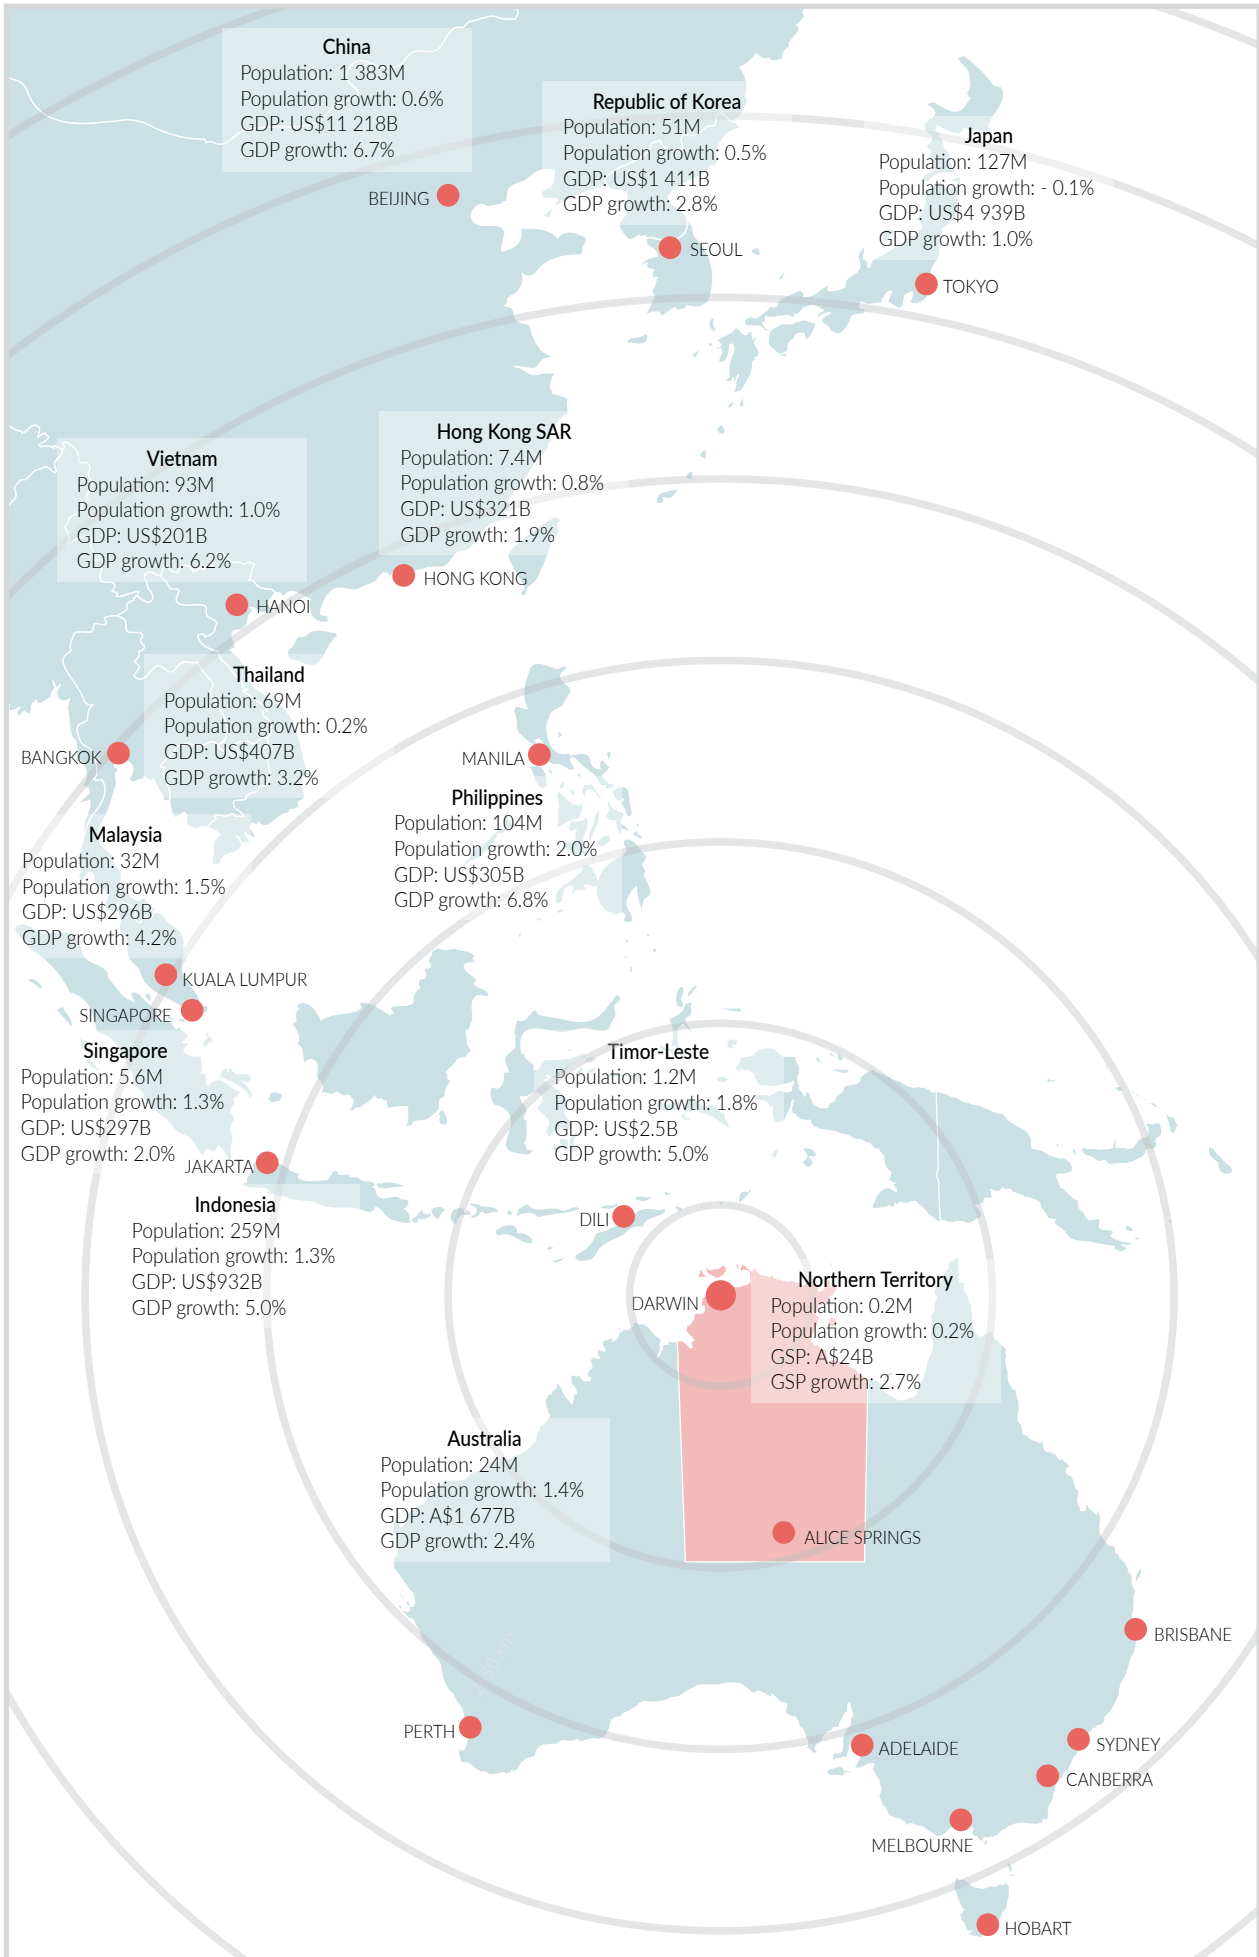 China
Population: 1 383M
Population growth: 0.6%
GDP: US$11 218B
GDP growth: 6.7%
BEIJING
Republic of Korea
Population: 51M
Population growth: 0.5%
GDP: US$1 411B
GDP growth: 2.8%
SEOUL
Japan
Population: 127M
Population growth: - 0.1%
GDP: US$4 939B
GDP growth: 1.0%
TOKYO
Hong Kong SAR
Population: 7.4M
Population growth: 0.8%
GDP: US$321B
GDP growth: 1.9%
HONG KONG
Vietnam
Population: 93M
Population growth: 1.0%
GDP: US$201B
GDP growth: 6.2%
HANOI
Thailand
Population: 69M
Population growth: 0.2%
GDP: US$407B
GDP growth: 3.2%
BANGKOK
MANILA
Philippines
Population: 104M
Population growth: 2.0%
GDP: US$305B
GDP growth: 6.8%
Malaysia
Population: 32M
Population growth: 1.5%
GDP: US$296B
GDP growth: 4.2%
KUALA LUMPUR
SINGAPORE
Singapore
Population: 5.6M
Population growth: 1.3%
GDP: US$297B
GDP growth: 2.0%
Timor-Leste
Population: 1.2M
Population growth: 1.8%
GDP: US$2.5B
GDP growth: 5.0%
JAKARTA
Indonesia
Population: 259M
Population growth: 1.3%
GDP: US$932B
GDP growth: 5.0%
DILI
DARWIN
Northern Territory
Population: 0.2M
Population growth: 0.2%
GSP: A$24B
GSP growth: 2.7%
Australia
Population: 24M
Population growth: 1.4%
GDP: A$1 677B
GDP growth: 2.4%
ALICE SPRINGS
BRISBANE
PERTH
ADELAIDE
SYDNEY
CANBERRA
MELBOURNE
HOBART